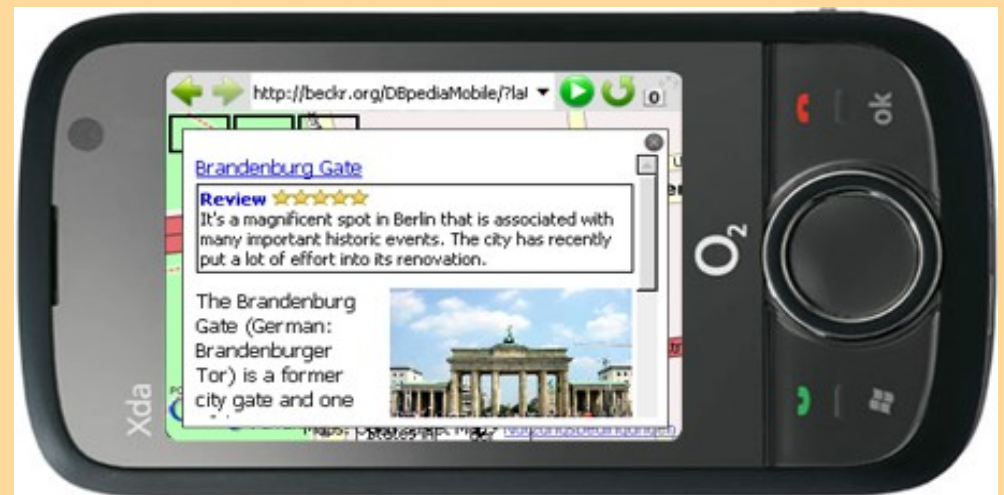 http://beckr.org/DBpediaMobile/?lal
0
Brandenburg Gate
Review
It's a magnificent spot in Berlin that is associated with
many important historic events. The city has recently
put a lot of effort into its renovation.
The Brandenburg
Gate (German:
Brandenburger
Tor) is a former
city gate and one
Xda
O2
ok